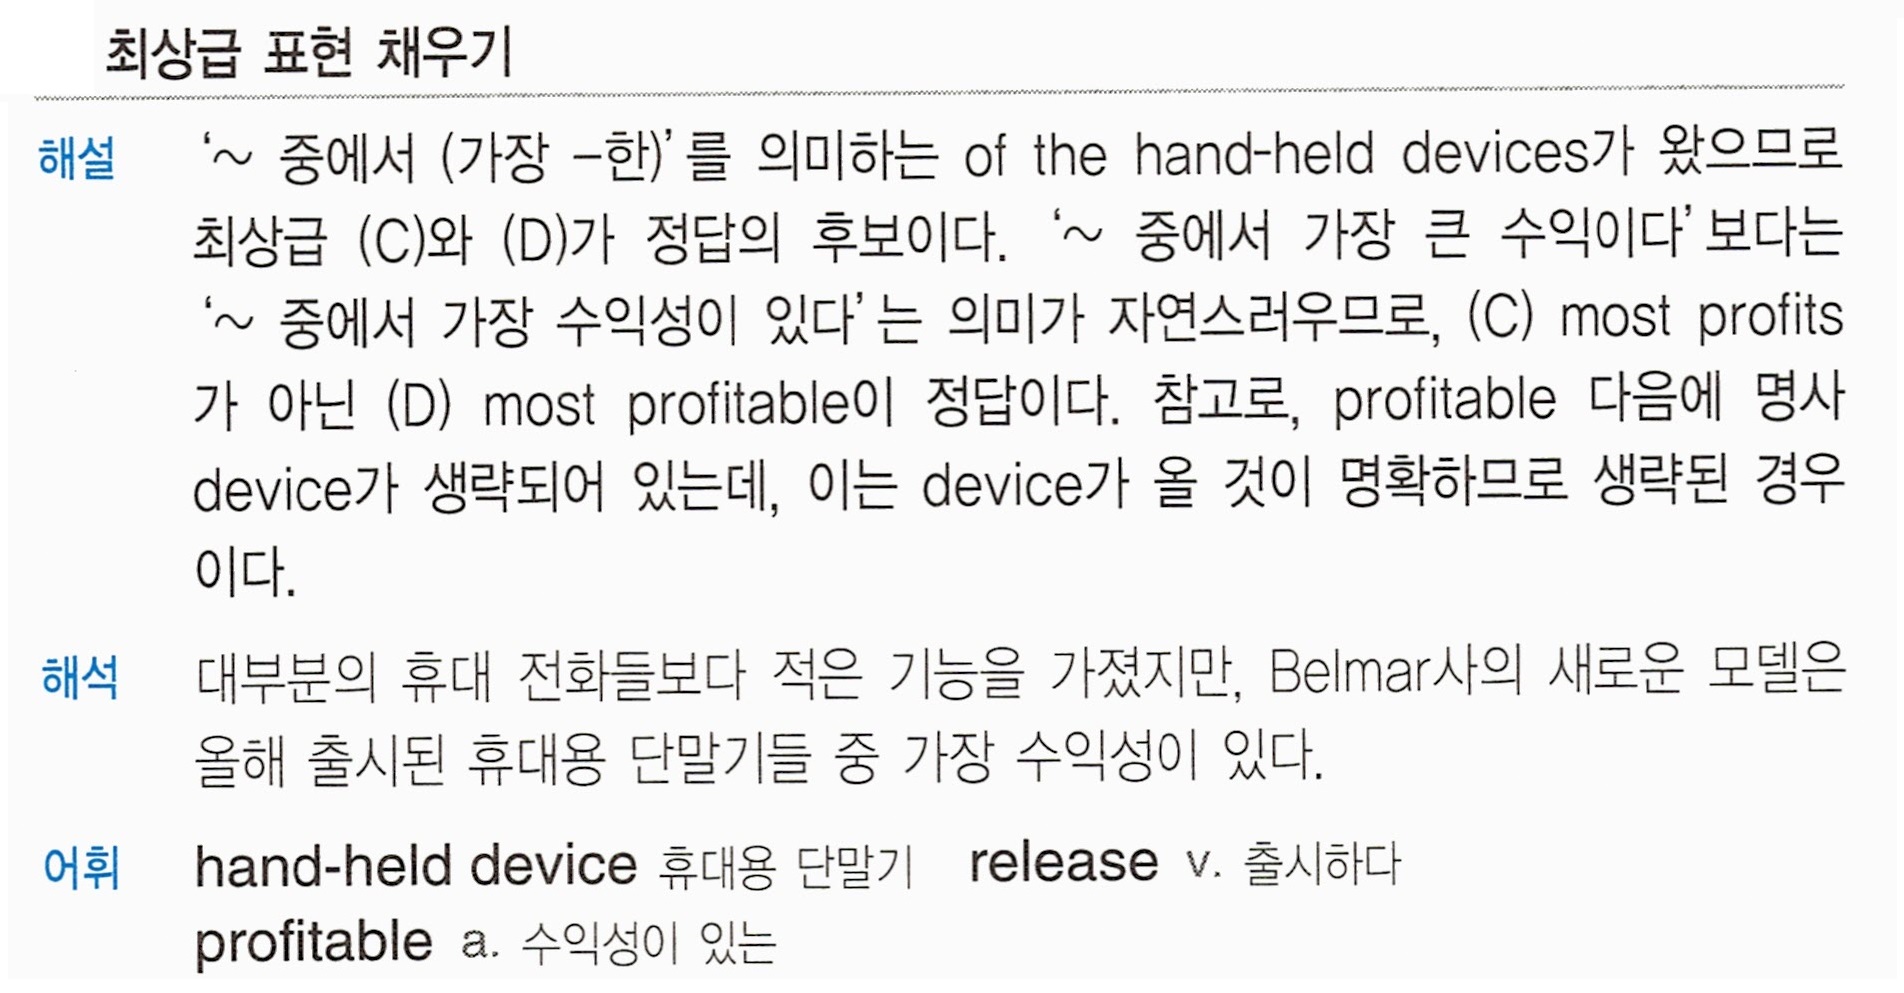 최상급 표현 채우기
해설 '~ 중에서 (가장 –한)'를 의미하는 of the hand-held devices가 왔으므로
최상급 (C)와 (D)가 정답의 후보이다. '~ 중에서 가장 큰 수익이다'보다는
'~ 중에서 가장 수익성이 있다'는 의미가 자연스러우므로, (C) most profits
가 아닌 (D) most profitable이 정답이다. 참고로, profitable 다음에 명사
device가 생략되어 있는데, 이는 device가 올 것이 명확하므로 생략된 경우
이다.
해석 대부분의 휴대 전화들보다 적은 기능을 가졌지만, Belmar사의 새로운 모델은
올해 출시된 휴대용 단말기들 중 가장 수익성이 있다.
어휘 hand-held device 휴대용 단말기 release v. 출시하다
profitable a. 수익성이 있는